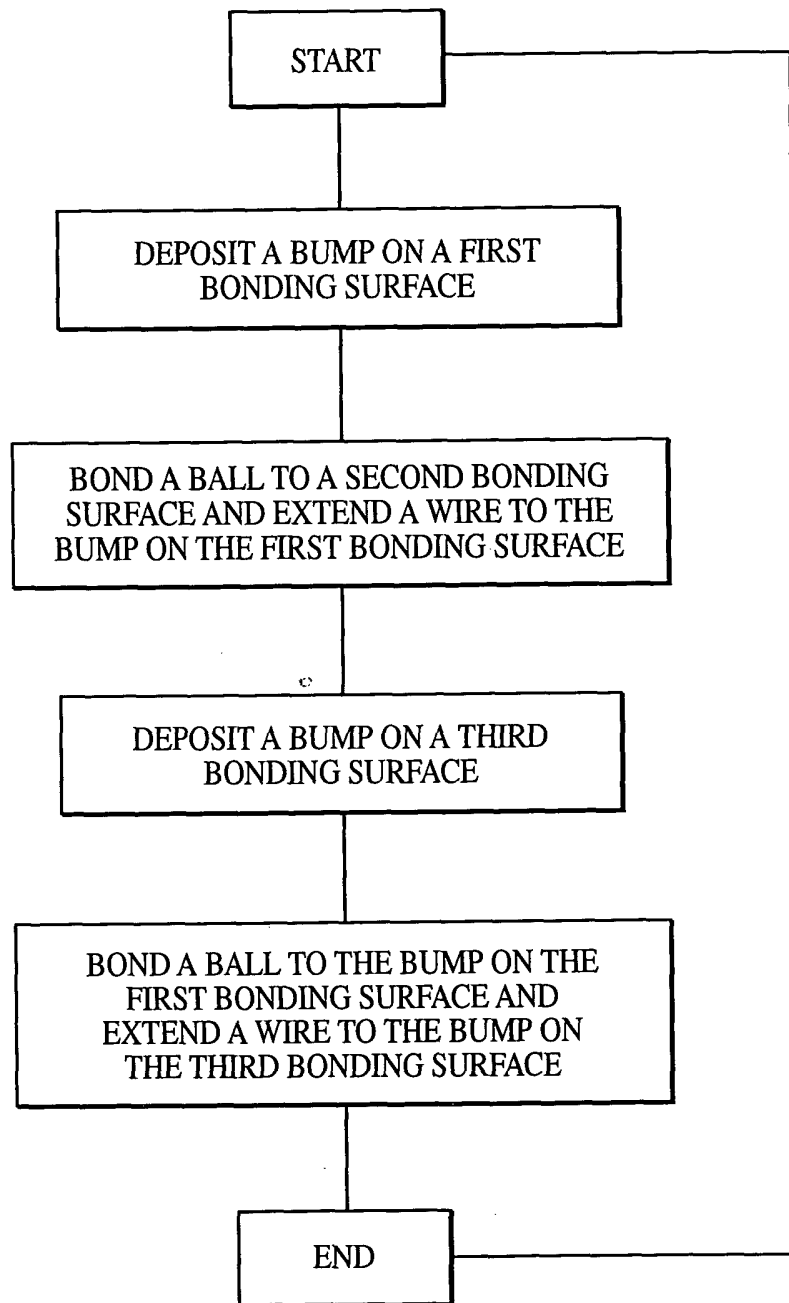 START
DEPOSIT A BUMP ON A FIRST
BONDING SURFACE
BOND A BALL TO A SECOND BONDING
SURFACE AND EXTEND A WIRE TO THE
BUMP ON THE FIRST BONDING SURFACE
DEPOSIT A BUMP ON A THIRD
BONDING SURFACE
BOND A BALL TO THE BUMP ON THE
FIRST BONDING SURFACE AND
EXTEND A WIRE TO THE BUMP ON
THE THIRD BONDING SURFACE
END